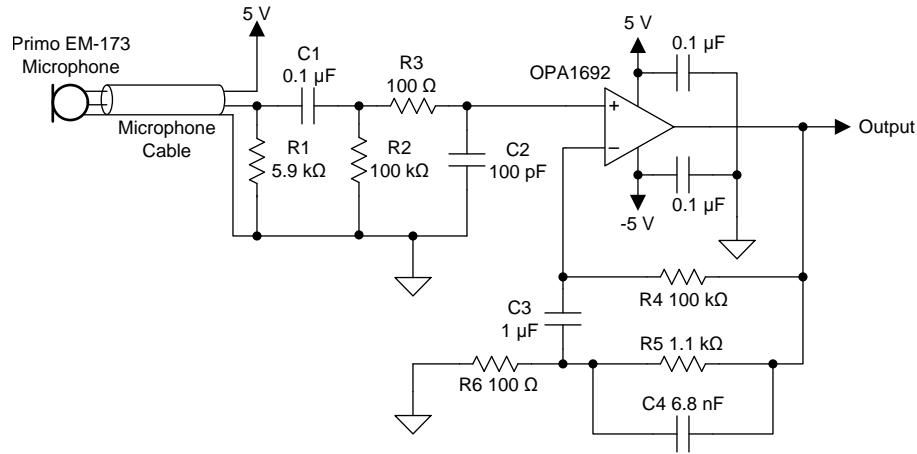 Primo EM-173
Microphone
5 V
Microphone
Cable
C1
0.1 µF
R3
100 Ω
R1
5.9 kΩ
R2
100 kΩ
C2
100 pF
OPA1692
5 V
0.1 µF
+
−
Output
0.1 µF
-5 V
R4 100 kΩ
C3
1 µF
R5 1.1 kΩ
R6 100 Ω
C4 6.8 nF